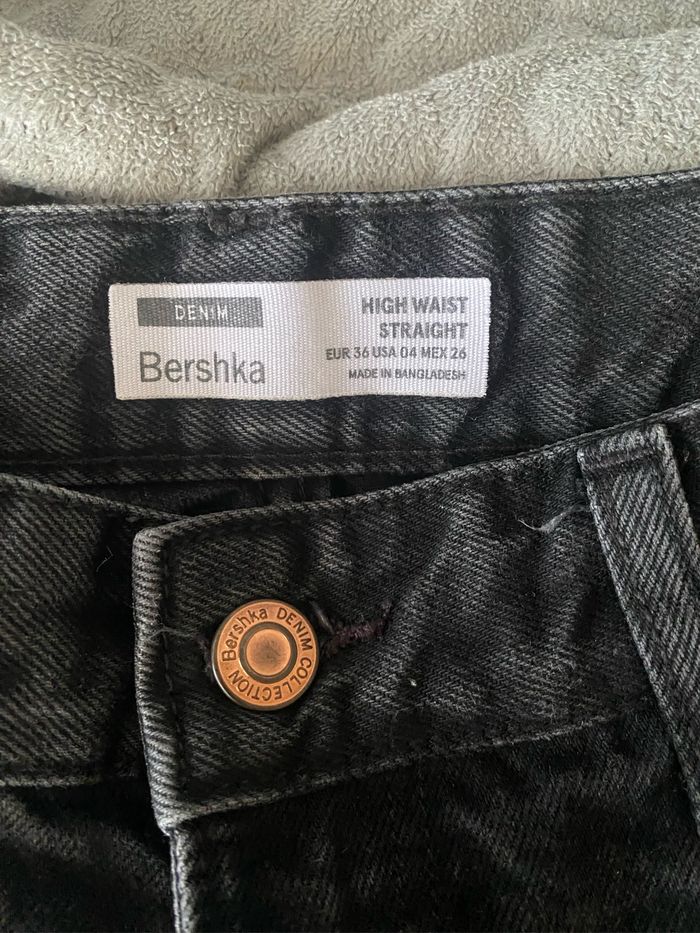 DENIM
Bershka
HIGH WAIST
STRAIGHT
EUR 36 USA 04 MEX 26
MADE IN BANGLADESH
Bershka DENIM COLLECTION